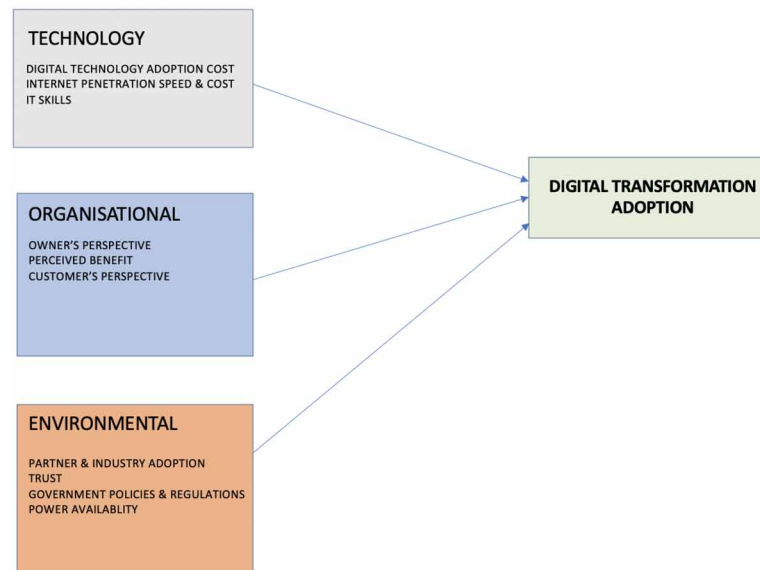 TECHNOLOGY
DIGITAL TECHNOLOGY ADOPTION COST
INTERNET PENETRATION SPEED & COST
IT SKILLS
ORGANISATIONAL
OWNER'S PERSPECTIVE
PERCEIVED BENEFIT
CUSTOMER'S PERSPECTIVE
ENVIRONMENTAL
PARTNER & INDUSTRY ADOPTION
TRUST
GOVERNMENT POLICIES & REGULATIONS
POWER AVAILABLITY
DIGITAL TRANSFORMATION
ADOPTION